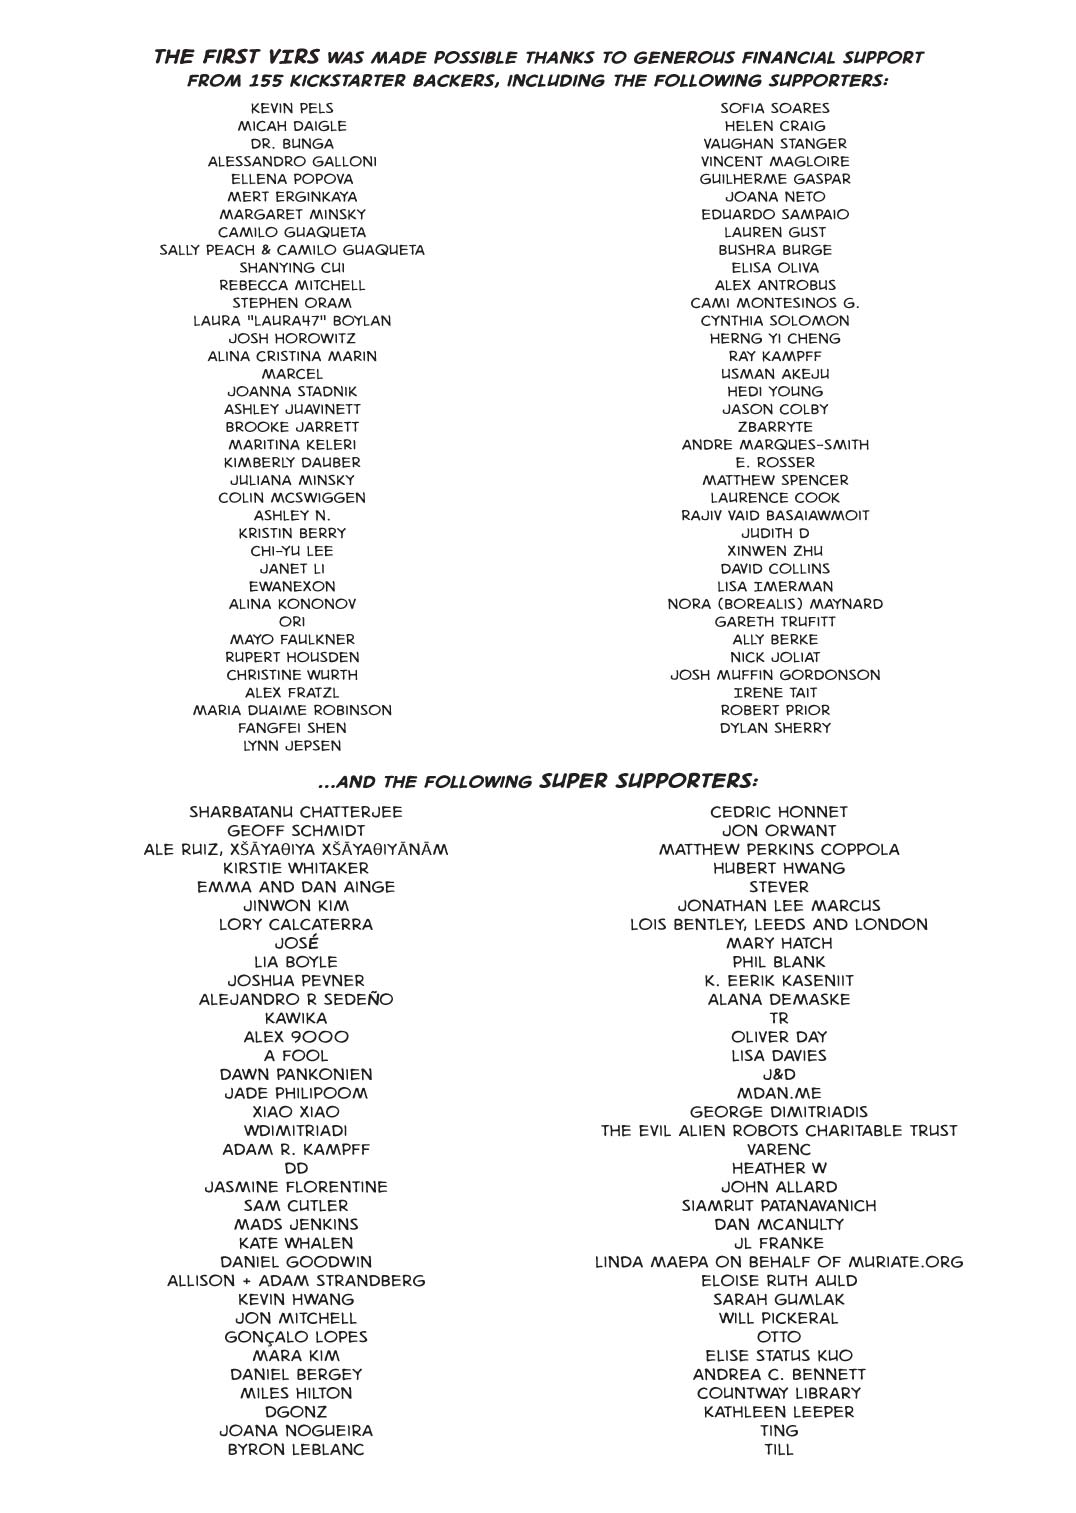 THE FIRST VIRS WAS MADE POSSIBLE THANKS TO GENEROUS FINANCIAL SUPPORT
FROM 155 KICKSTARTER BACKERS, INCLUDING THE FOLLOWING SUPPORTERS:
KEVIN PELS
MICAH DAIGLE
DR. BUNGA
ALESSANDRO GALLONI
ELLENA POPOVA
MERT ERGINKAYA
MARGARET MINSKY
CAMILO GUAQUETA
SALLY PEACH & CAMILO GUAQUETA
SHANYING CUI
REBECCA MITCHELL
STEPHEN ORAM
LAURA "LAURA47" BOYLAN
JOSH HOROWITZ
ALINA CRISTINA MARIN
MARCEL
JOANNA STADNIK
ASHLEY JUAVINETT
BROOKE JARRETT
MARITINA KELERI
KIMBERLY DAUBER
JULIANA MINSKY
COLIN MCSWIGGEN
ASHLEY N.
KRISTIN BERRY
CHI-YU LEE
JANET LI
EWANEXON
ALINA KONONOV
ORI
MAYO FAULKNER
RUPERT HOUSDEN
CHRISTINE WURTH
ALEX FRATZL
MARIA DUAIME ROBINSON
FANGFEI SHEN
LYNN JEPSEN
SOFIA SOARES
HELEN CRAIG
VAUGHAN STANGER
VINCENT MAGLOIRE
GUILHERME GASPAR
JOANA NETO
EDUARDO SAMPAIO
LAUREN GUST
BUSHRA BURGE
ELISA OLIVA
ALEX ANTROBUS
CAMI MONTESINOS G.
CYNTHIA SOLOMON
HERNG YI CHENG
RAY KAMPFF
USMAN AKEJU
HEDI YOUNG
JASON COLBY
ZBARRYTE
ANDRE MARQUES-SMITH
E. ROSSER
MATTHEW SPENCER
LAURENCE COOK
RAJIV VAID BASAIAWMOIT
JUDITH D
XINWEN ZHU
DAVID COLLINS
LISA IMERMAN
NORA (BOREALIS) MAYNARD
GARETH TRUFITT
ALLY BERKE
NICK JOLIAT
JOSH MUFFIN GORDONSON
IRENE TAIT
ROBERT PRIOR
DYLAN SHERRY
...AND THE FOLLOWING SUPER SUPPORTERS:
SHARBATANU CHATTERJEE
GEOFF SCHMIDT
ALE RUIZ, XŠĀYAΘIYA XŠĀYAΘIYĀNĀM
KIRSTIE WHITAKER
EMMA AND DAN AINGE
JINWON KIM
LORY CALCATERRA
JOSÉ
LIA BOYLE
JOSHUA PEVNER
ALEJANDRO R SEDEÑO
KAWIKA
ALEX 9000
A FOOL
DAWN PANKONIEN
JADE PHILIPOOM
XIAO XIAO
WDIMITRIADI
ADAM R. KAMPFF
DD
JASMINE FLORENTINE
SAM CUTLER
MADS JENKINS
KATE WHALEN
DANIEL GOODWIN
ALLISON + ADAM STRANDBERG
KEVIN HWANG
JON MITCHELL
GONÇALO LOPES
MARA KIM
DANIEL BERGEY
MILES HILTON
DGONZ
JOANA NOGUEIRA
BYRON LEBLANC
CEDRIC HONNET
JON ORWANT
MATTHEW PERKINS COPPOLA
HUBERT HWANG
STEVER
JONATHAN LEE MARCUS
LOIS BENTLEY, LEEDS AND LONDON
MARY HATCH
PHIL BLANK
K. EERIK KASENIIT
ALANA DEMASKE
TR
OLIVER DAY
LISA DAVIES
J&D
MDAN.ME
GEORGE DIMITRIADIS
THE EVIL ALIEN ROBOTS CHARITABLE TRUST
VARENC
HEATHER W
JOHN ALLARD
SIAMRUT PATANAVANICH
DAN MCANULTY
JL FRANKE
LINDA MAEPA ON BEHALF OF MURIATE.ORG
ELOISE RUTH AULD
SARAH GUMLAK
WILL PICKERAL
OTTO
ELISE STATUS KUO
ANDREA C. BENNETT
COUNTWAY LIBRARY
KATHLEEN LEEPER
TING
TILL